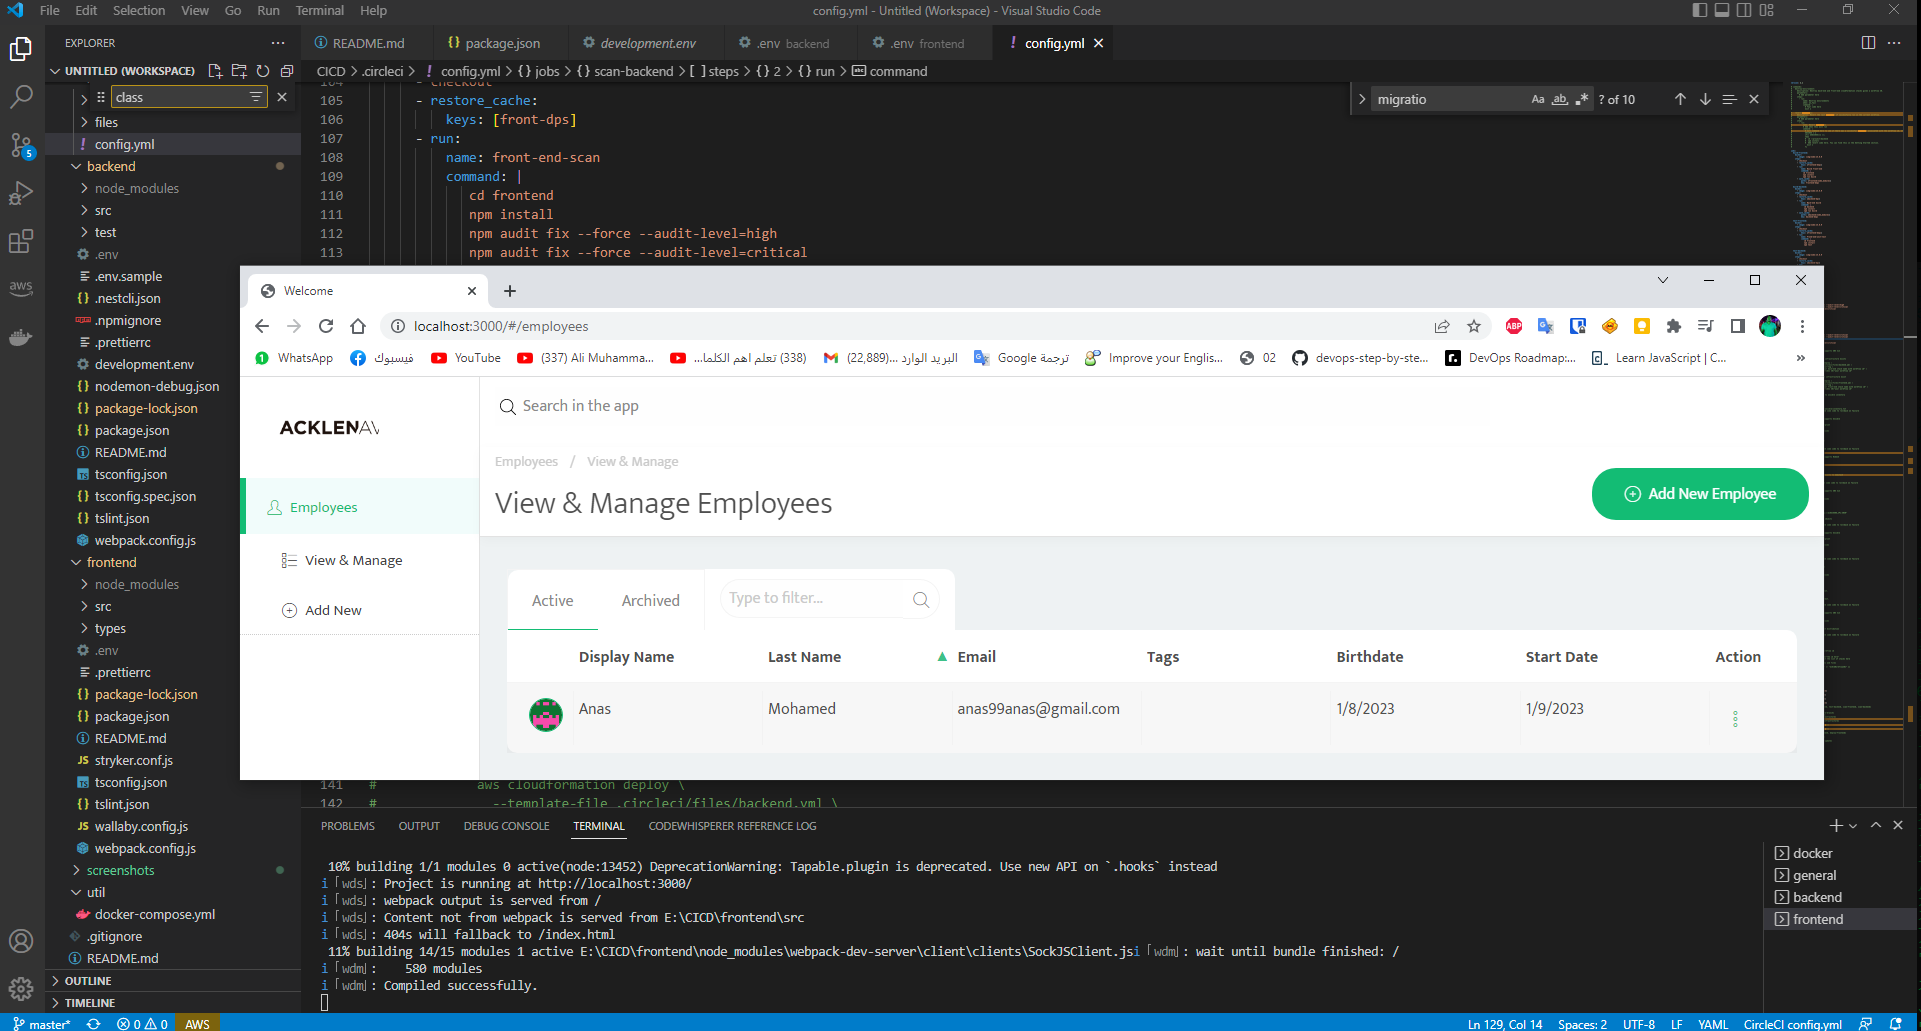 File Edit Selection View Go Run Terminal Help
config.yml - Untitled (Workspace) - Visual Studio Code
EXPLORER
README.md package.json development.env .env backend .env frontend config.yml
UNTITLED (WORKSPACE)
CICD > .circleci > config.yml > { } jobs > { } scan-backend > [ ] steps > { } 2 > { } run > command
class
migratio Aa ab ? of 10
files
config.yml
backend
node_modules
src
test
.env
.env.sample
.nestcli.json
.npmignore
.prettierrc
development.env
nodemon-debug.json
package-lock.json
package.json
README.md
tsconfig.json
tsconfig.spec.json
tslint.json
webpack.config.js
frontend
node_modules
src
types
.env
.prettierrc
package-lock.json
package.json
README.md
stryker.conf.js
tsconfig.json
tslint.json
wallaby.config.js
webpack.config.js
screenshots
util
docker-compose.yml
.gitignore
README.md
OUTLINE
TIMELINE
5
aws
104 - checkout
105 - restore_cache:
106 keys: [front-dps]
107 - run:
108 name: front-end-scan
109 command: |
110 cd frontend
111 npm install
112 npm audit fix --force --audit-level=high
113 npm audit fix --force --audit-level=critical
Welcome
localhost:3000/#/employees
ABP
WhatsApp فيسبوك YouTube (337) Ali Muhamma... (338) تعلم اهم الكلما... البريد الوارد (22,889)... ترجمة Google Improve your Englis... 02 devops-step-by-ste... DevOps Roadmap:... Learn JavaScript | C... »
ACKLENAV
Search in the app
Employees / View & Manage
View & Manage Employees
Add New Employee
Employees
View & Manage
Add New
Active Archived Type to filter...
Display Name Last Name Email Tags Birthdate Start Date Action
Anas Mohamed anas99anas@gmail.com 1/8/2023 1/9/2023
141 # aws cloudformation deploy \
142 # --template-file .circleci/files/backend.yml \
PROBLEMS OUTPUT DEBUG CONSOLE TERMINAL CODEWHISPERER REFERENCE LOG
10% building 1/1 modules 0 active(node:13452) DeprecationWarning: Tapable.plugin is deprecated. Use new API on `.hooks` instead
i ｢wds｣: Project is running at http://localhost:3000/
i ｢wds｣: webpack output is served from /
i ｢wds｣: Content not from webpack is served from E:\CICD\frontend\src
i ｢wds｣: 404s will fallback to /index.html
11% building 14/15 modules 1 active E:\CICD\frontend\node_modules\webpack-dev-server\client\clients\SockJSClient.jsi ｢wdm｣: wait until bundle finished: /
i ｢wdm｣: 580 modules
i ｢wdm｣: Compiled successfully.
docker
general
backend
frontend
master* 0 0 AWS
Ln 129, Col 14 Spaces: 2 UTF-8 LF YAML CircleCI config.yml